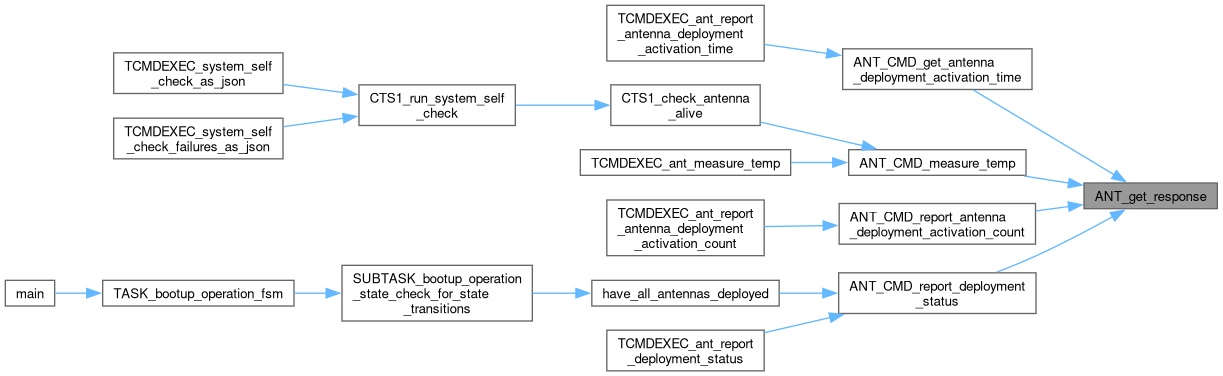 TCMDEXEC_ant_report
_antenna_deployment
_activation_time
ANT_CMD_get_antenna
_deployment_activation_time
TCMDEXEC_system_self
_check_as_json
CTS1_run_system_self
_check
CTS1_check_antenna
_alive
TCMDEXEC_system_self
_check_failures_as_json
TCMDEXEC_ant_measure_temp
ANT_CMD_measure_temp
ANT_get_response
TCMDEXEC_ant_report
_antenna_deployment
_activation_count
ANT_CMD_report_antenna
_deployment_activation_count
main
TASK_bootup_operation_fsm
SUBTASK_bootup_operation
_state_check_for_state
_transitions
have_all_antennas_deployed
ANT_CMD_report_deployment
_status
TCMDEXEC_ant_report
_deployment_status